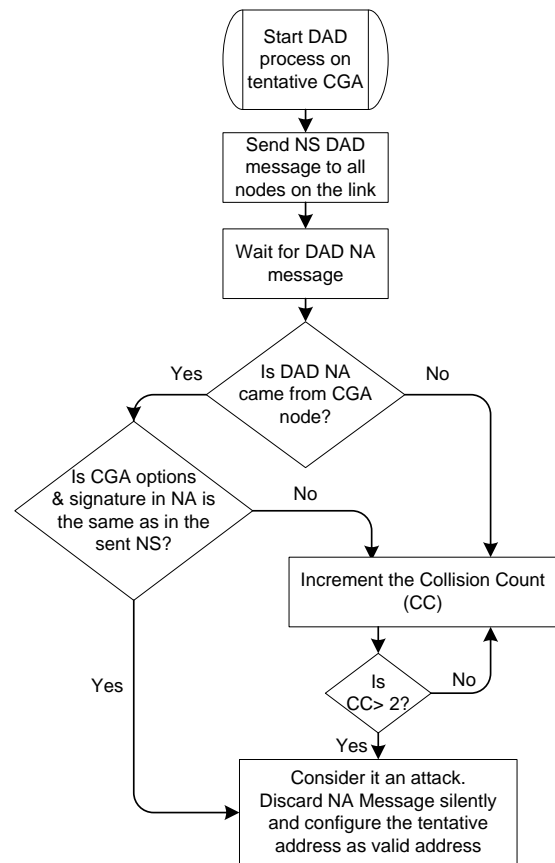 Start DAD
process on
tentative CGA
Send NS DAD
message to all
nodes on the link
Wait for DAD NA
message
Is DAD NA
came from CGA
node?
Yes
No
Is CGA options
& signature in NA is
the same as in the
sent NS?
No
Yes
Increment the Collision Count
(CC)
Is
CC> 2?
No
Yes
Consider it an attack.
Discard NA Message silently
and configure the tentative
address as valid address